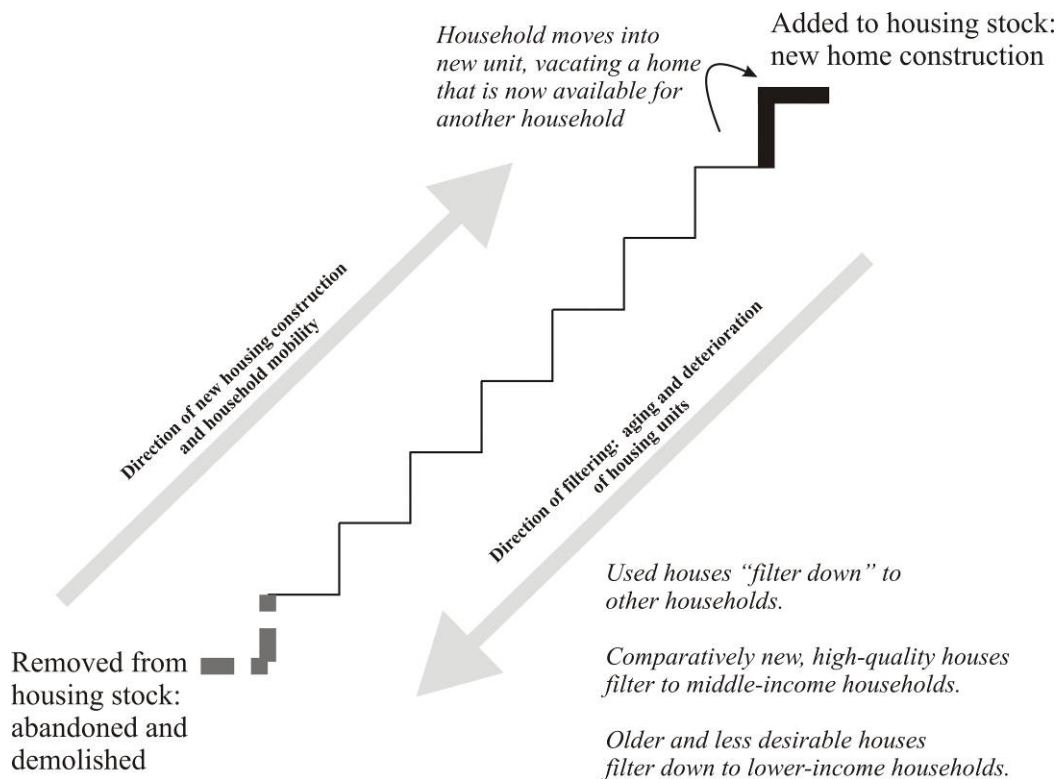 Household moves into
new unit, vacating a home
that is now available for
another household
Added to housing stock:
new home construction
Direction of new housing construction
and household mobility
Direction of filtering: aging and deterioration
of housing units
Used houses “filter down” to
other households.
Comparatively new, high-quality houses
filter to middle-income households.
Older and less desirable houses
filter down to lower-income households.
Removed from
housing stock:
abandoned and
demolished